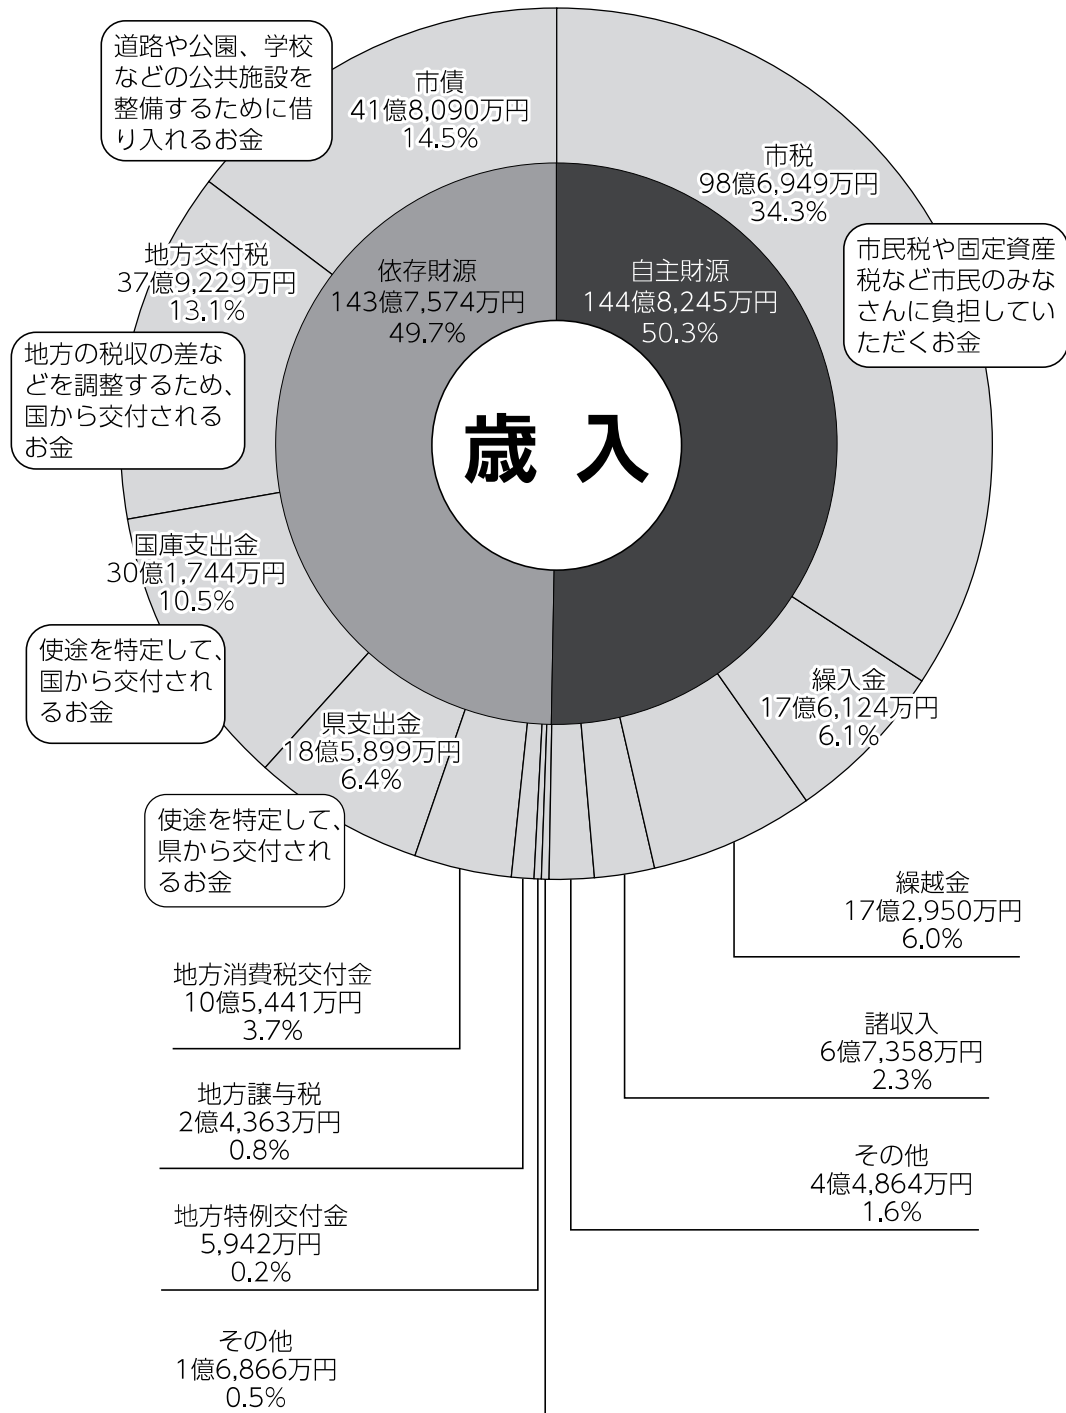 歳入
自主財源
144億8,245万円
50.3%
依存財源
143億7,574万円
49.7%
市税
98億6,949万円
34.3%
市民税や固定資産
税など市民のみな
さんに負担してい
ただくお金
繰入金
17億6,124万円
6.1%
繰越金
17億2,950万円
6.0%
諸収入
6億7,358万円
2.3%
その他
4億4,864万円
1.6%
道路や公園、学校
などの公共施設を
整備するために借
り入れるお金
市債
41億8,090万円
14.5%
地方交付税
37億9,229万円
13.1%
地方の税収の差な
どを調整するため、
国から交付される
お金
国庫支出金
30億1,744万円
10.5%
使途を特定して、
国から交付され
るお金
県支出金
18億5,899万円
6.4%
使途を特定して、
県から交付され
るお金
地方消費税交付金
10億5,441万円
3.7%
地方譲与税
2億4,363万円
0.8%
地方特例交付金
5,942万円
0.2%
その他
1億6,866万円
0.5%